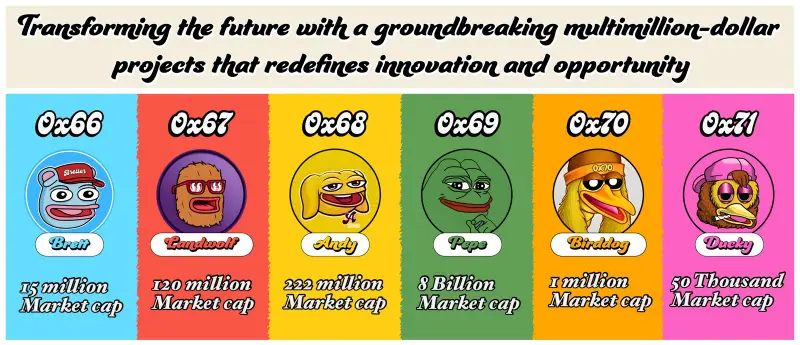 Transforming the future with a groundbreaking multimillion-dollar
projects that redefines innovation and opportunity
0x66
0x67
0x68
0x69
0x70
0x71
Bretter
0X70
Brett
Landwolf
Andy
Pepe
Birddog
Ducky
15 million
Market cap
120 million
Market cap
222 million
Market cap
8 Billion
Market cap
1 million
Market cap
50 Thousand
Market cap